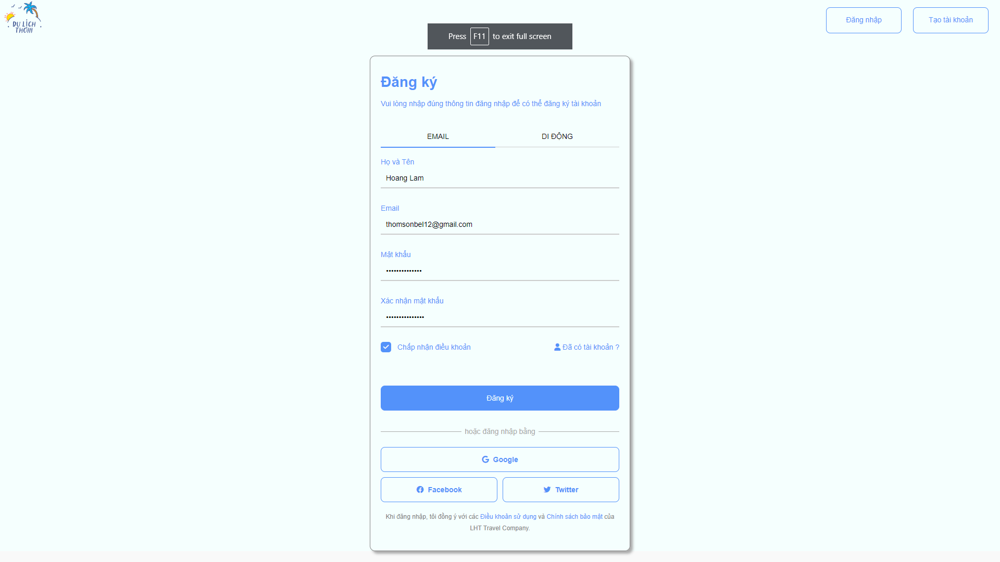 DU LỊCH
THƠM
Đăng nhập
Tạo tài khoản
Press F11 to exit full screen
Đăng ký
Vui lòng nhập đúng thông tin đăng nhập để có thể đăng ký tài khoản
EMAIL
DI ĐỘNG
Họ và Tên
Hoang Lam
Email
thomsonbel12@gmail.com
Mật khẩu
••••••••••••••
Xác nhận mật khẩu
•••••••••••••••
Chấp nhận điều khoản
Đã có tài khoản ?
Đăng ký
hoặc đăng nhập bằng
Google
Facebook
Twitter
Khi đăng nhập, tôi đồng ý với các Điều khoản sử dụng và Chính sách bảo mật của
LHT Travel Company.